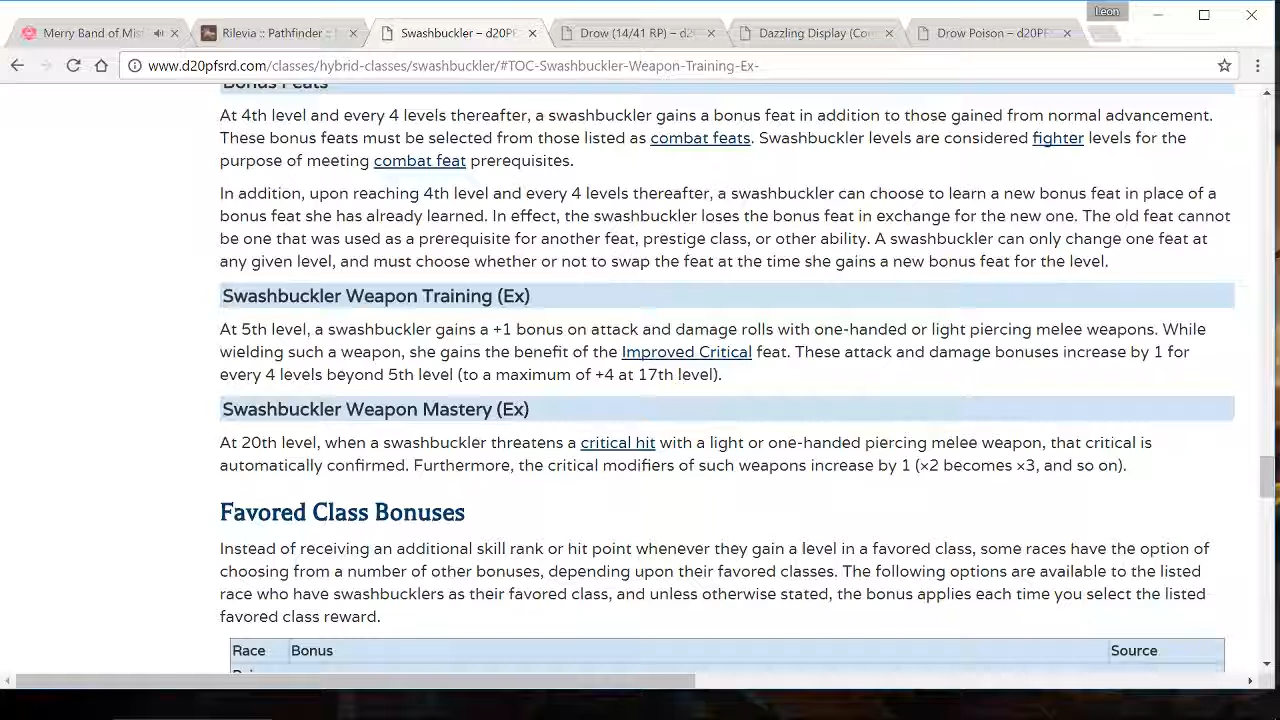 Leon
Merry Band of Mis
Rilevia :: Pathfinder ::
Swashbuckler – d20PF
Drow (14/41 RP) – d
Dazzling Display (Co
Drow Poison – d20PF
www.d20pfsrd.com/classes/hybrid-classes/swashbuckler/#TOC-Swashbuckler-Weapon-Training-Ex-
Bonus Feats
At 4th level and every 4 levels thereafter, a swashbuckler gains a bonus feat in addition to those gained from normal advancement.
These bonus feats must be selected from those listed as combat feats. Swashbuckler levels are considered fighter levels for the
purpose of meeting combat feat prerequisites.
In addition, upon reaching 4th level and every 4 levels thereafter, a swashbuckler can choose to learn a new bonus feat in place of a
bonus feat she has already learned. In effect, the swashbuckler loses the bonus feat in exchange for the new one. The old feat cannot
be one that was used as a prerequisite for another feat, prestige class, or other ability. A swashbuckler can only change one feat at
any given level, and must choose whether or not to swap the feat at the time she gains a new bonus feat for the level.
Swashbuckler Weapon Training (Ex)
At 5th level, a swashbuckler gains a +1 bonus on attack and damage rolls with one-handed or light piercing melee weapons. While
wielding such a weapon, she gains the benefit of the Improved Critical feat. These attack and damage bonuses increase by 1 for
every 4 levels beyond 5th level (to a maximum of +4 at 17th level).
Swashbuckler Weapon Mastery (Ex)
At 20th level, when a swashbuckler threatens a critical hit with a light or one-handed piercing melee weapon, that critical is
automatically confirmed. Furthermore, the critical modifiers of such weapons increase by 1 (×2 becomes ×3, and so on).
Favored Class Bonuses
Instead of receiving an additional skill rank or hit point whenever they gain a level in a favored class, some races have the option of
choosing from a number of other bonuses, depending upon their favored classes. The following options are available to the listed
race who have swashbucklers as their favored class, and unless otherwise stated, the bonus applies each time you select the listed
favored class reward.
Race Bonus Source